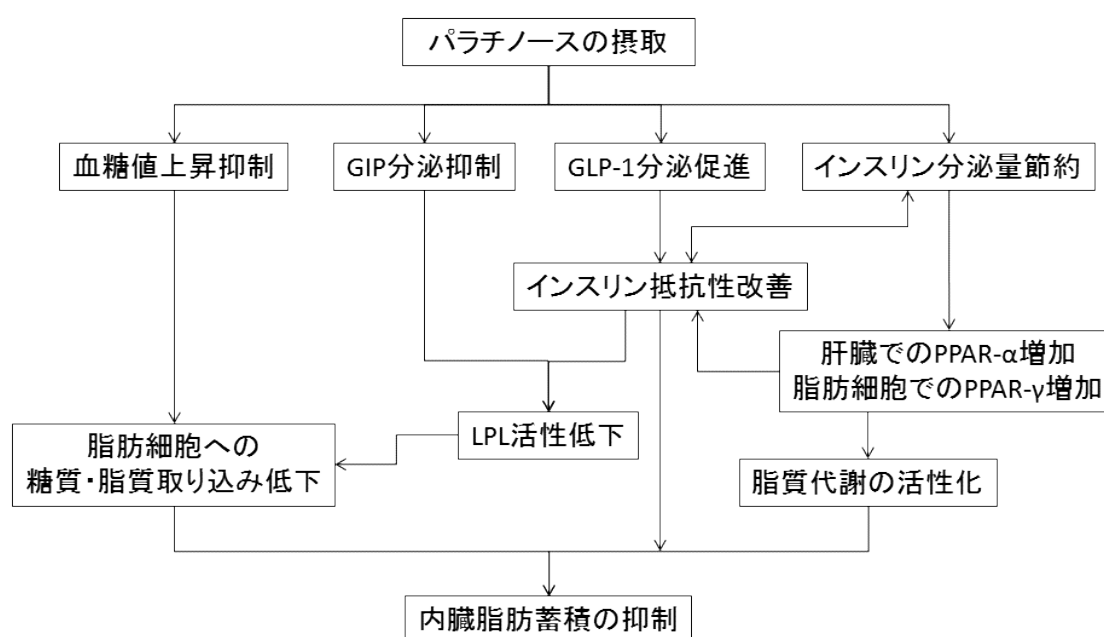 パラチノースの摂取
血糖値上昇抑制
GIP分泌抑制
GLP-1分泌促進
インスリン分泌量節約
インスリン抵抗性改善
肝臓でのPPAR-α増加
脂肪細胞でのPPAR-γ増加
LPL活性低下
脂肪細胞への
糖質・脂質取り込み低下
脂質代謝の活性化
内臓脂肪蓄積の抑制